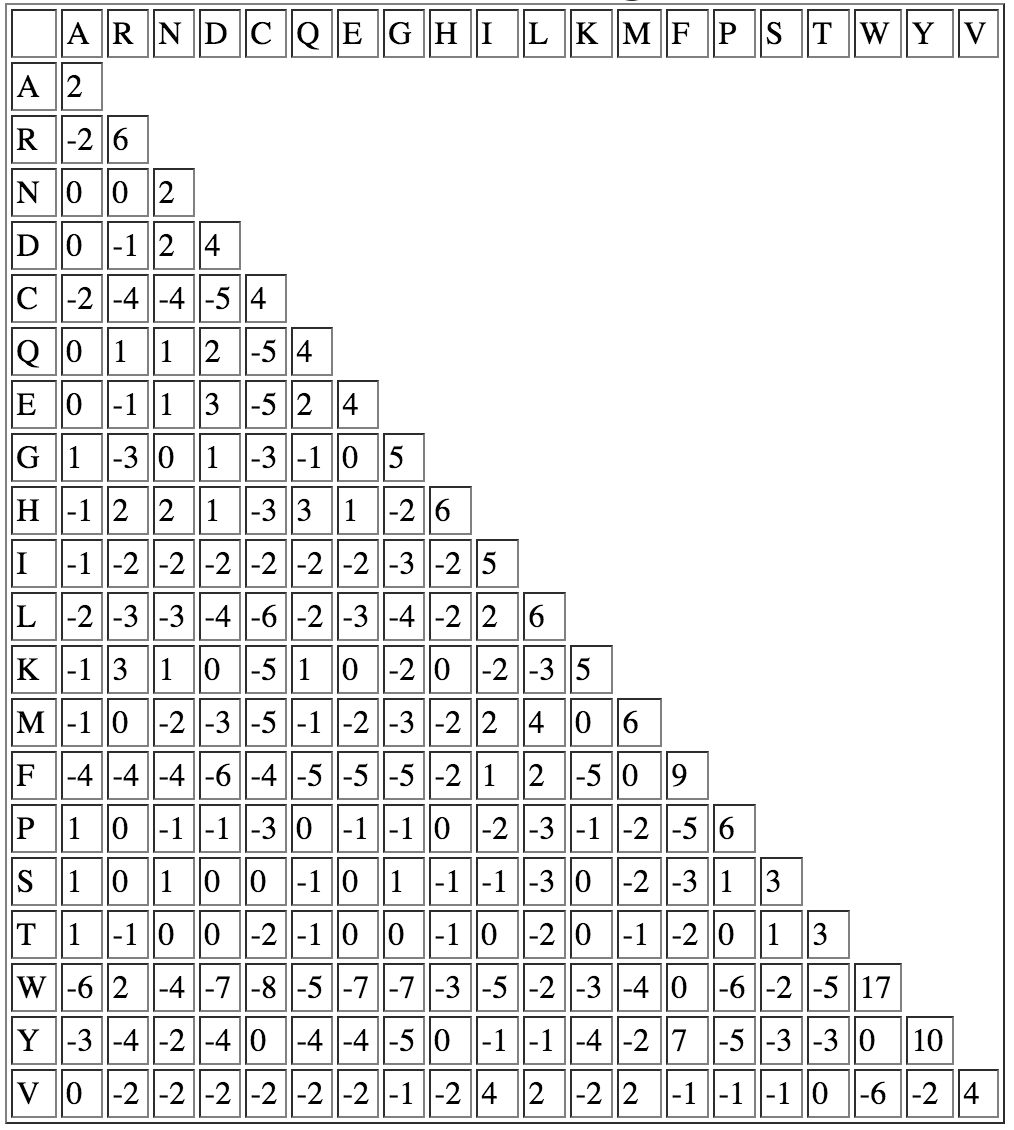 A R N D C Q E G H I L K M F P S T W Y V
A 2
R -2 6
N 0 0 2
D 0 -1 2 4
C -2 -4 -4 -5 4
Q 0 1 1 2 -5 4
E 0 -1 1 3 -5 2 4
G 1 -3 0 1 -3 -1 0 5
H -1 2 2 1 -3 3 1 -2 6
I -1 -2 -2 -2 -2 -2 -2 -3 -2 5
L -2 -3 -3 -4 -6 -2 -3 -4 -2 2 6
K -1 3 1 0 -5 1 0 -2 0 -2 -3 5
M -1 0 -2 -3 -5 -1 -2 -3 -2 2 4 0 6
F -4 -4 -4 -6 -4 -5 -5 -5 -2 1 2 -5 0 9
P 1 0 -1 -1 -3 0 -1 -1 0 -2 -3 -1 -2 -5 6
S 1 0 1 0 0 -1 0 1 -1 -1 -3 0 -2 -3 1 3
T 1 -1 0 0 -2 -1 0 0 -1 0 -2 0 -1 -2 0 1 3
W -6 2 -4 -7 -8 -5 -7 -7 -3 -5 -2 -3 -4 0 -6 -2 -5 17
Y -3 -4 -2 -4 0 -4 -4 -5 0 -1 -1 -4 -2 7 -5 -3 -3 0 10
V 0 -2 -2 -2 -2 -2 -2 -1 -2 4 2 -2 2 -1 -1 -1 0 -6 -2 4